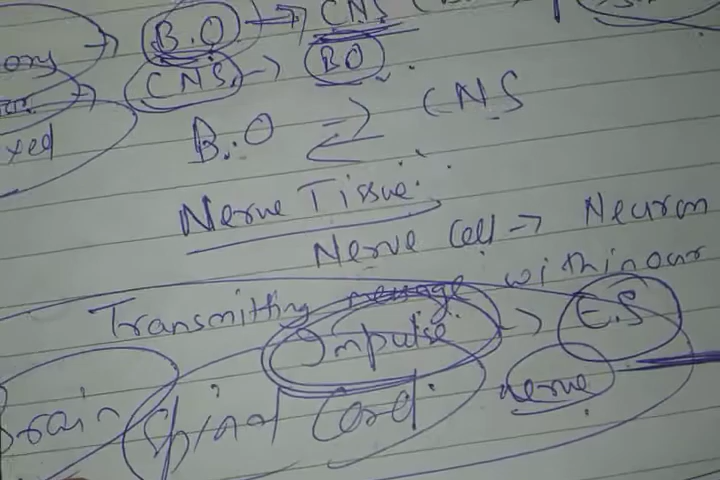 B.O → CNS
ory → CNS → BO
xed B.O ⇌ CNS
Nerve Tissue:
Nerve Cell → Neuron
Transmitting message within our
Impulse → E.S
Brain Spinal Cord nerve